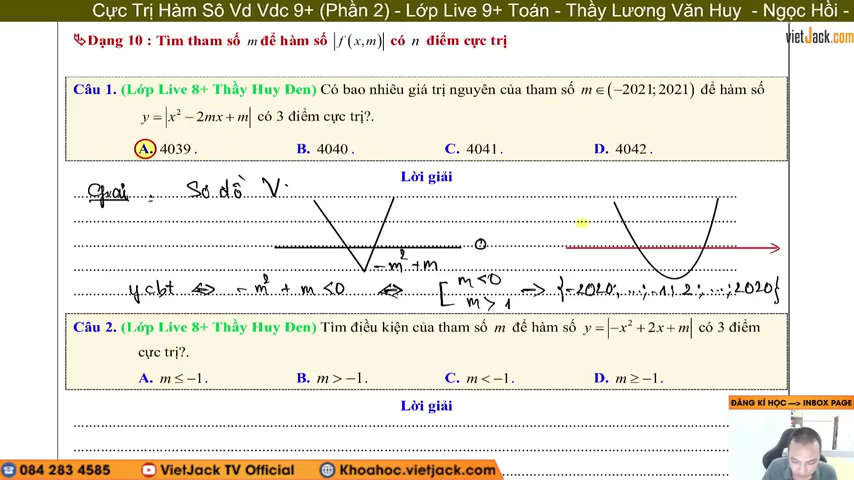 Cực Trị Hàm Số Vd Vdc 9+ (Phần 2) - Lớp Live 9+ Toán - Thầy Lương Văn Huy - Ngọc Hồi -
vietJack.com
Dạng 10 : Tìm tham số m để hàm số |f(x,m)| có n điểm cực trị
Câu 1. (Lớp Live 8+ Thầy Huy Đen) Có bao nhiêu giá trị nguyên của tham số m∈(−2021;2021) để hàm số
y=|x²−2mx+m| có 3 điểm cực trị?.
A. 4039. B. 4040. C. 4041. D. 4042.
Lời giải
Giải : Sơ đồ V.
0
-m²+m
ycbt ⇔ -m²+m<0 ⇔ [m<0 m>1 → {-2020;...;-1;2;...;2020}
Câu 2. (Lớp Live 8+ Thầy Huy Đen) Tìm điều kiện của tham số m để hàm số y=|−x²+2x+m| có 3 điểm
cực trị?.
A. m≤−1. B. m>−1. C. m<−1. D. m≥−1.
Lời giải
ĐĂNG KÍ HỌC —> INBOX PAGE
084 283 4585 VietJack TV Official Khoahoc.vietjack.com